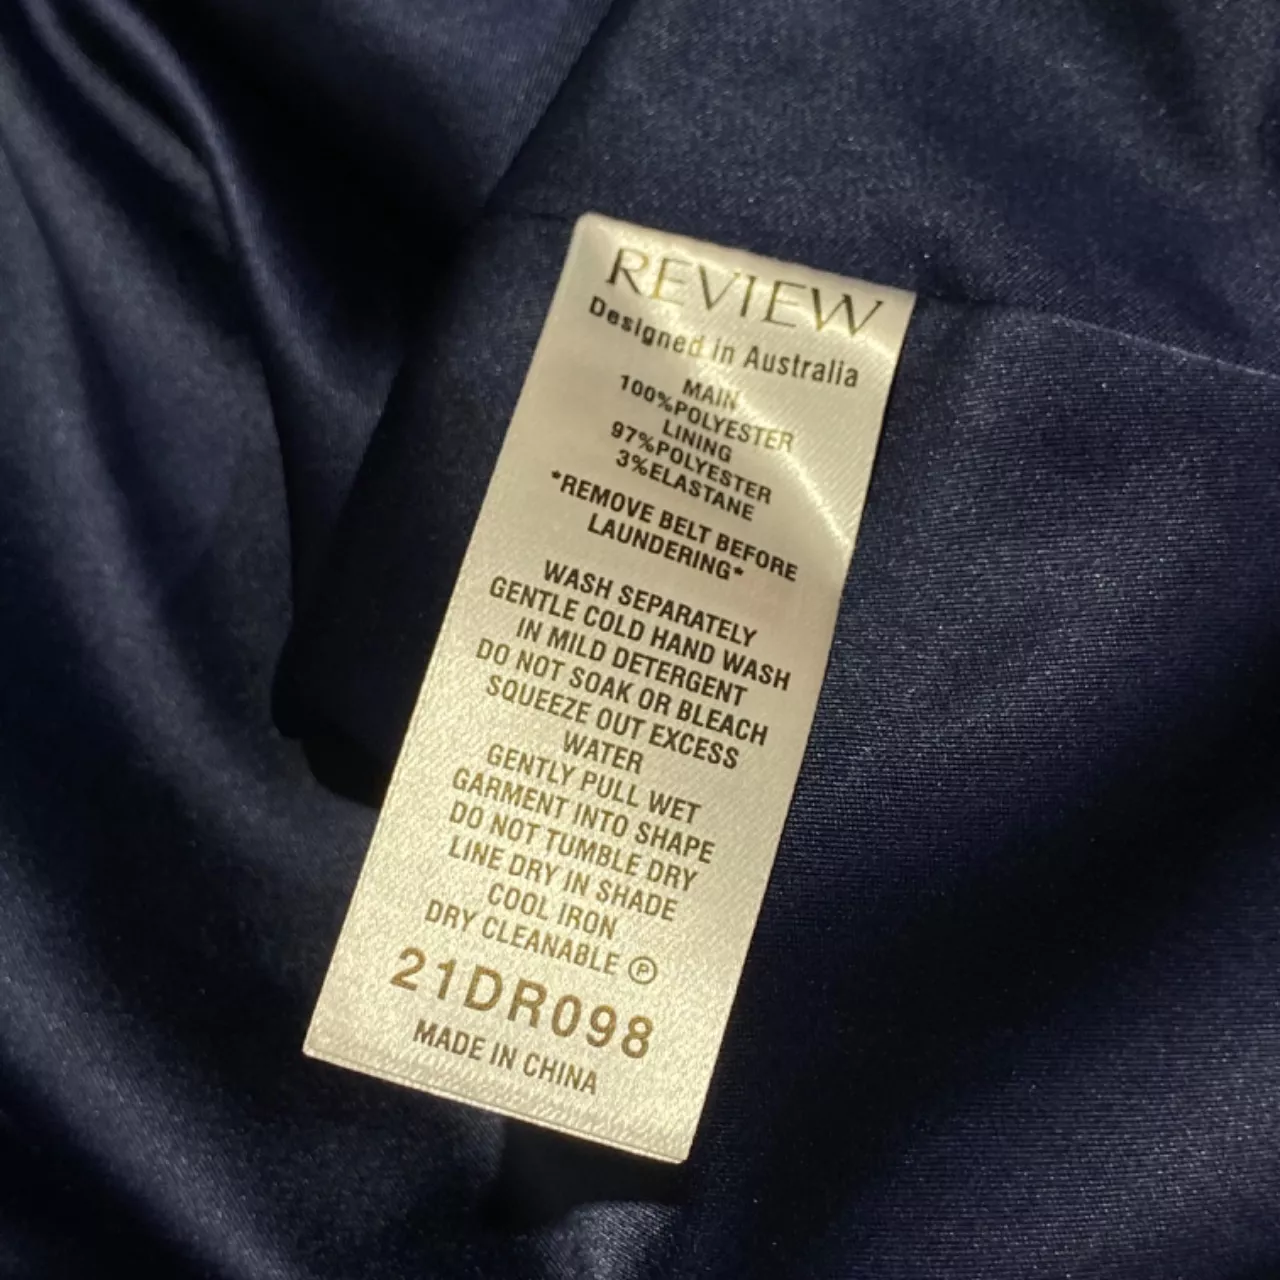 REVIEW
Designed in Australia
MAIN
100%POLYESTER
LINING
97%POLYESTER
3%ELASTANE
*REMOVE BELT BEFORE
LAUNDERING*
WASH SEPARATELY
GENTLE COLD HAND WASH
IN MILD DETERGENT
DO NOT SOAK OR BLEACH
SQUEEZE OUT EXCESS
WATER
GENTLY PULL WET
GARMENT INTO SHAPE
DO NOT TUMBLE DRY
LINE DRY IN SHADE
COOL IRON
DRY CLEANABLE Ⓟ
21DR098
MADE IN CHINA